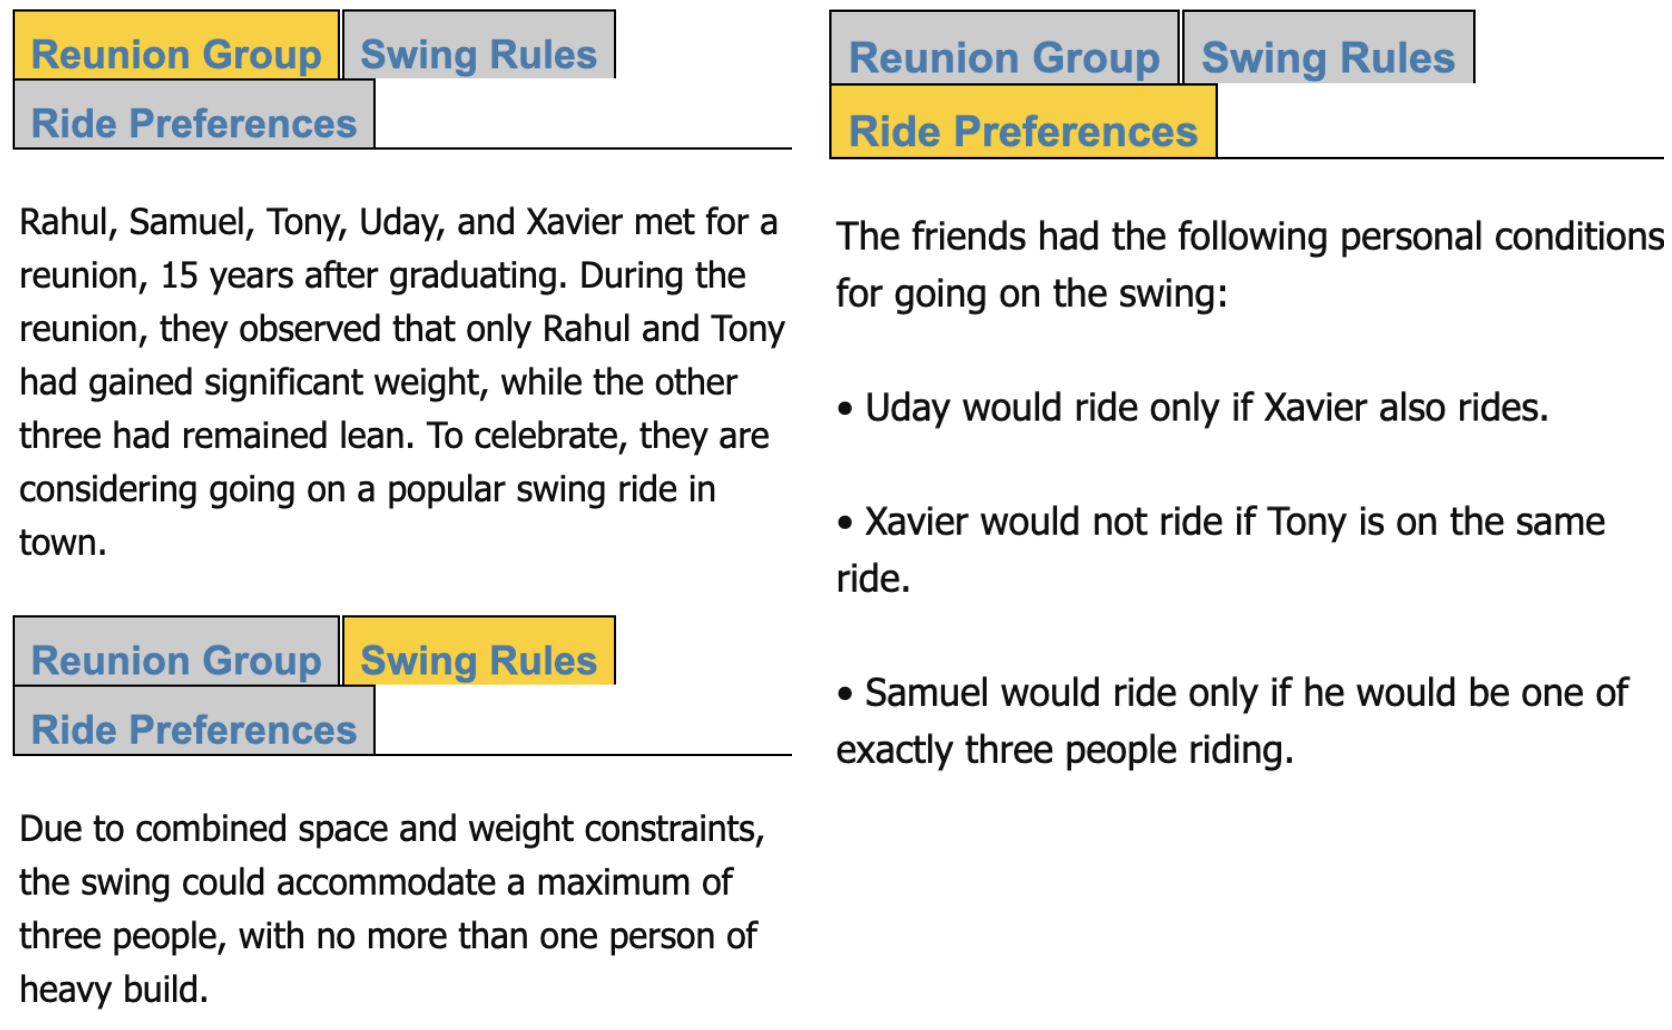 Reunion Group Swing Rules
Ride Preferences
Rahul, Samuel, Tony, Uday, and Xavier met for a
reunion, 15 years after graduating. During the
reunion, they observed that only Rahul and Tony
had gained significant weight, while the other
three had remained lean. To celebrate, they are
considering going on a popular swing ride in
town.
Reunion Group Swing Rules
Ride Preferences
Due to combined space and weight constraints,
the swing could accommodate a maximum of
three people, with no more than one person of
heavy build.
Reunion Group Swing Rules
Ride Preferences
The friends had the following personal conditions
for going on the swing:
• Uday would ride only if Xavier also rides.
• Xavier would not ride if Tony is on the same
ride.
• Samuel would ride only if he would be one of
exactly three people riding.